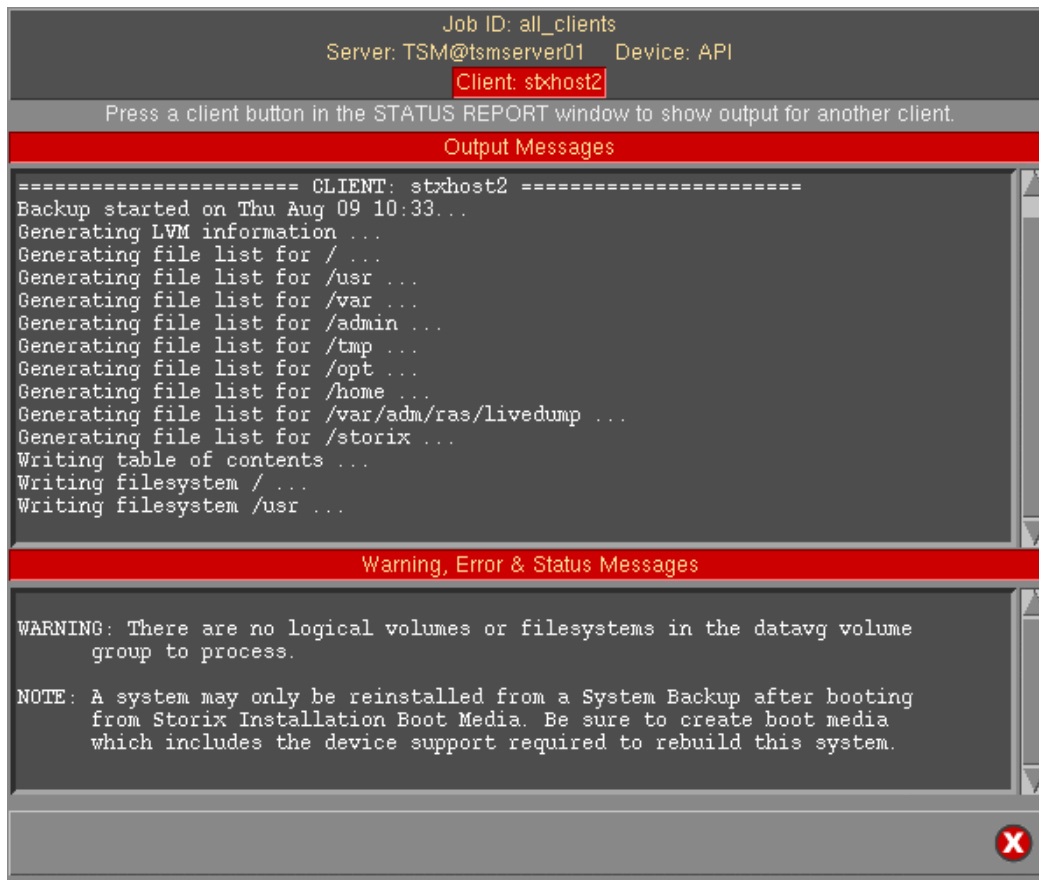 Job ID: all_clients
Server: TSM@tsmserver01 Device: API
Client: stxhost2
Press a client button in the STATUS REPORT window to show output for another client.
Output Messages
======================= CLIENT: stxhost2 =======================
Backup started on Thu Aug 09 10:33...
Generating LVM information ...
Generating file list for / ...
Generating file list for /usr ...
Generating file list for /var ...
Generating file list for /admin ...
Generating file list for /tmp ...
Generating file list for /opt ...
Generating file list for /home ...
Generating file list for /var/adm/ras/livedump ...
Generating file list for /storix ...
Writing table of contents ...
Writing filesystem / ...
Writing filesystem /usr ...
Warning, Error & Status Messages
WARNING: There are no logical volumes or filesystems in the datavg volume
group to process.
NOTE: A system may only be reinstalled from a System Backup after booting
from Storix Installation Boot Media. Be sure to create boot media
which includes the device support required to rebuild this system.